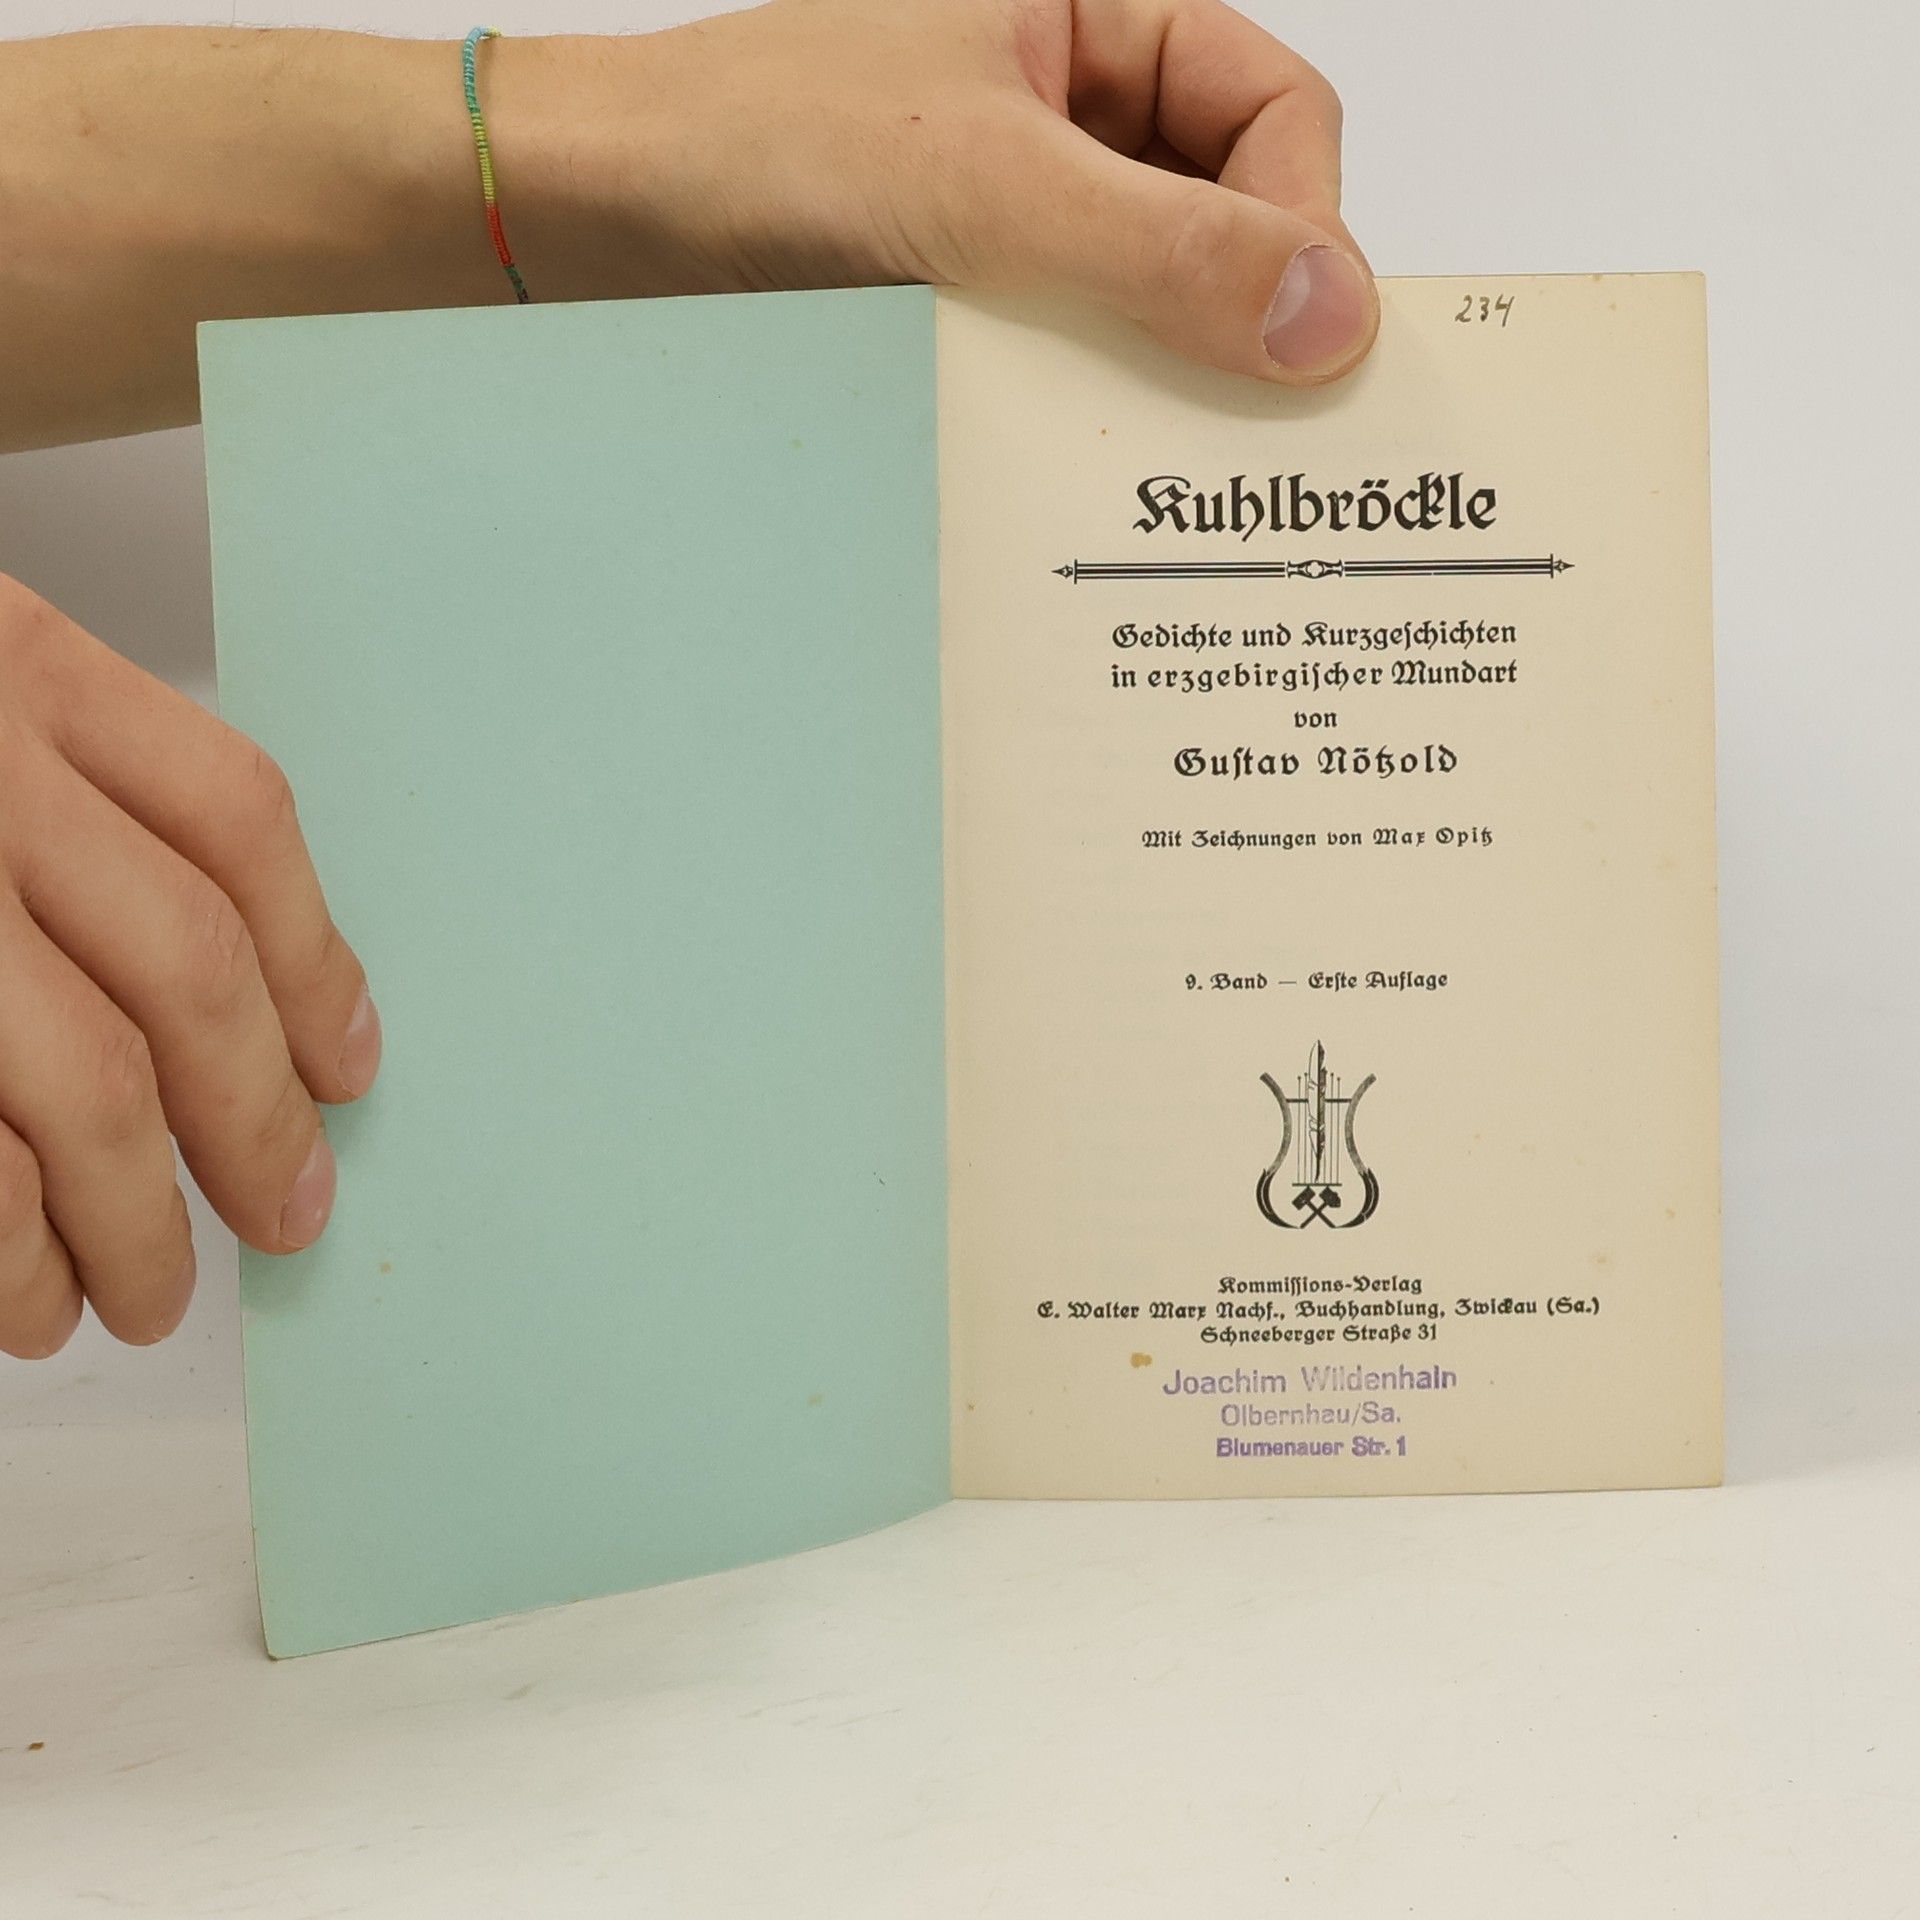 234
Kuhlbröckle
Gedichte und Kurzgeſchichten
in erzgebirgiſcher Mundart
von
Guſtav Nötzold
Mit Zeichnungen von Max Opitz
9. Band — Erſte Auflage
Kommiſſions-Verlag
E. Walter Marx Nachf., Buchhandlung, Zwickau (Sa.)
Schneeberger Straße 31
Joachim Wildenhain
Olbernhau/Sa.
Blumenauer Str. 1